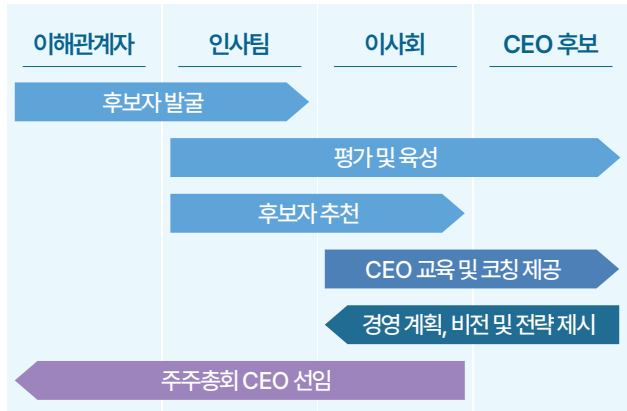 이해관계자 인사팀 이사회 CEO 후보
후보자 발굴
평가 및 육성
후보자 추천
CEO 교육 및 코칭 제공
경영 계획, 비전 및 전략 제시
주주총회 CEO 선임